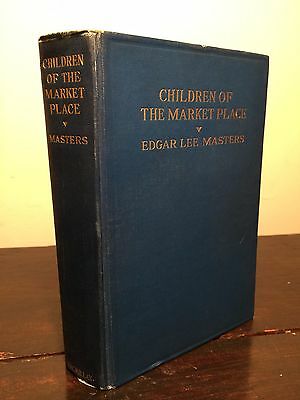 CHILDREN
OF THE
MARKET
PLACE
MASTERS
CHILDREN OF
THE MARKET PLACE
EDGAR LEE MASTERS